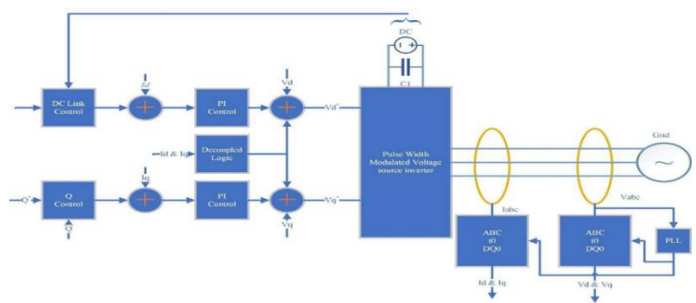 DC
C1
DC Link
Control
Id
PI
Control
Vd
Vd*
Id & Iq
Decoupled
Logic
Pulse Width
Modulated Voltage
source inverter
Grid
Q*
Q
Control
Q
Iq
PI
Control
Vq
Vq*
Iabc
Vabc
ABC
to
DQ0
ABC
to
DQ0
PLL
Id & Iq
Vd & Vq